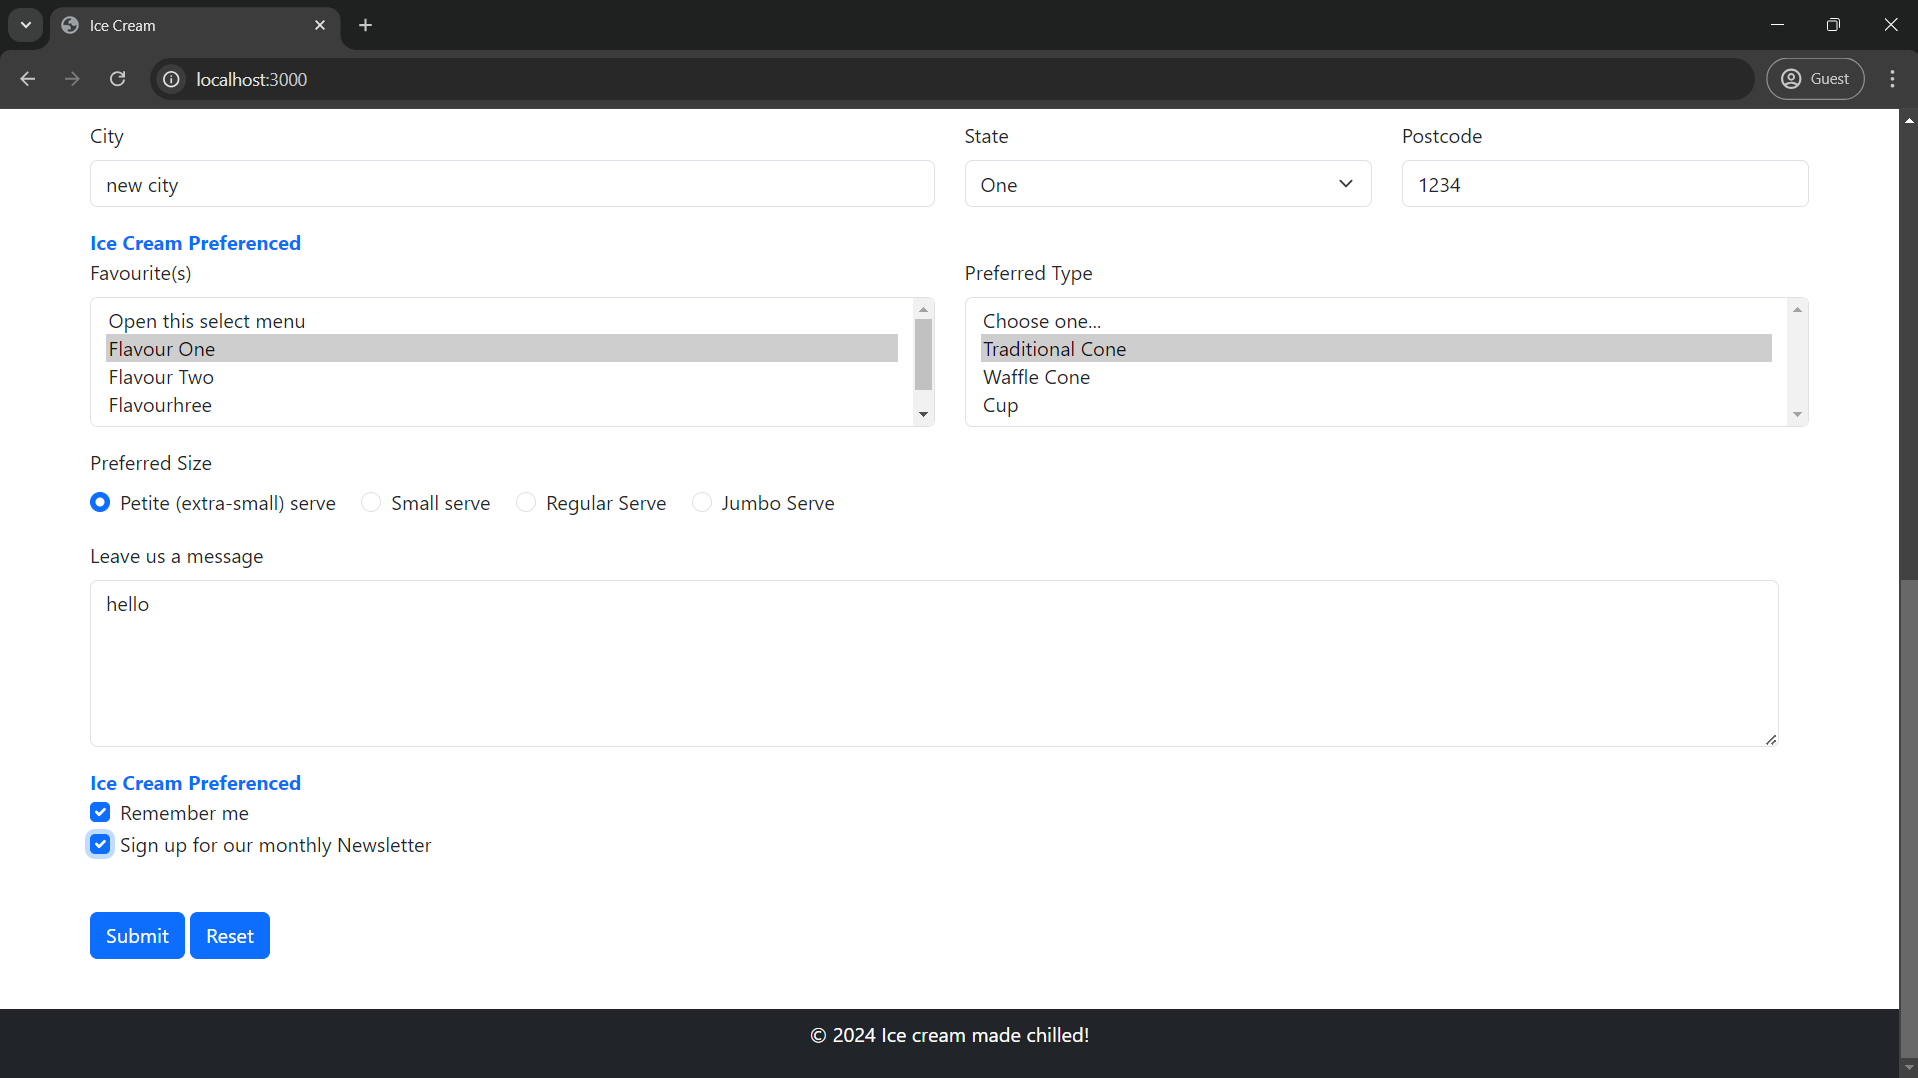 Ice Cream
localhost:3000
Guest
City State Postcode
new city One 1234
Ice Cream Preferenced
Favourite(s) Preferred Type
Open this select menu Choose one...
Flavour One Traditional Cone
Flavour Two Waffle Cone
Flavourhree Cup
Preferred Size
Petite (extra-small) serve Small serve Regular Serve Jumbo Serve
Leave us a message
hello
Ice Cream Preferenced
Remember me
Sign up for our monthly Newsletter
Submit Reset
© 2024 Ice cream made chilled!